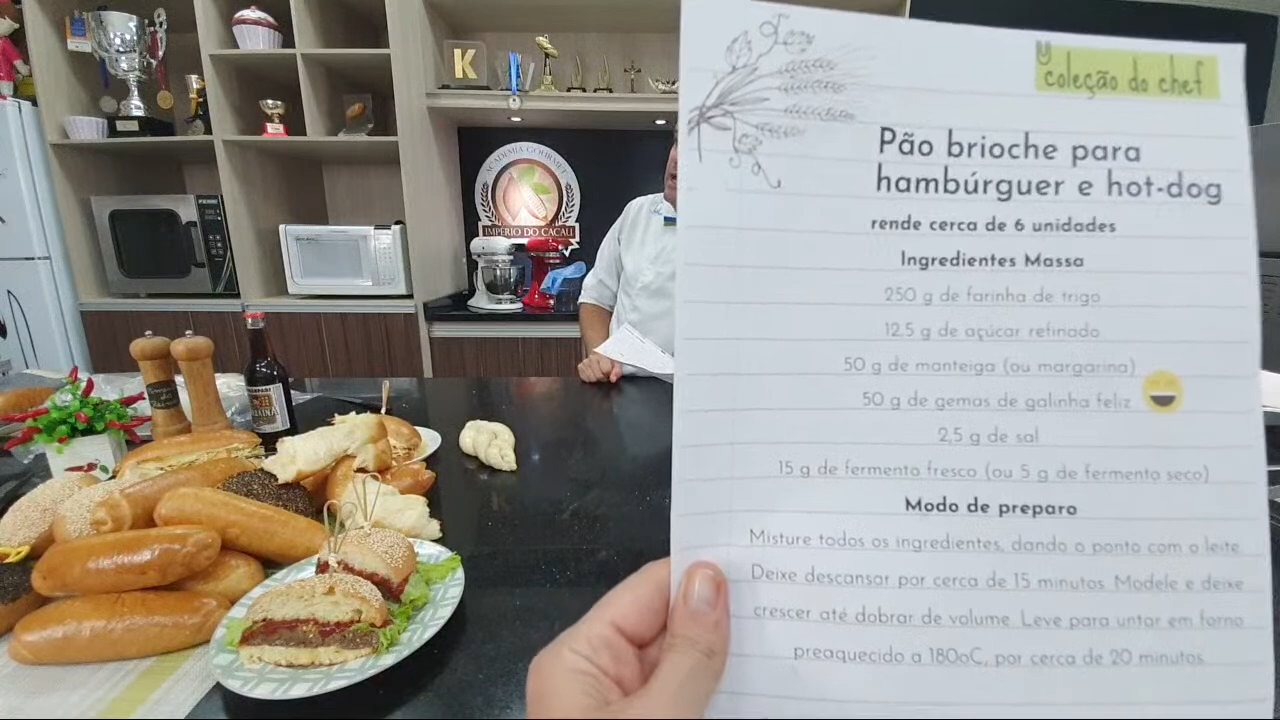 coleção do chef
Pão brioche para
hambúrguer e hot-dog
rende cerca de 6 unidades
Ingredientes Massa
250 g de farinha de trigo
12,5 g de açúcar refinado
50 g de manteiga (ou margarina)
50 g de gemas de galinha feliz
2,5 g de sal
15 g de fermento fresco (ou 5 g de fermento seco)
Modo de preparo
Misture todos os ingredientes, dando o ponto com o leite.
Deixe descansar por cerca de 15 minutos. Modele e deixe
crescer até dobrar de volume. Leve para untar em forno
preaquecido a 180oC, por cerca de 20 minutos.
K
ACADEMIA GOURMET
IMPÉRIO DO CACAU